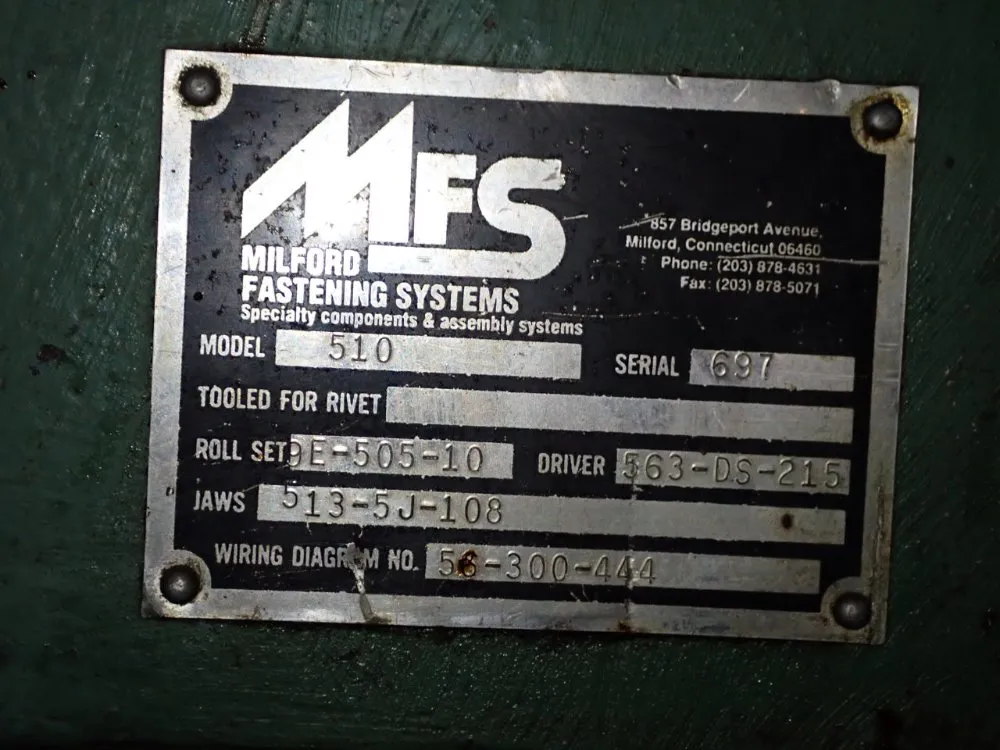 MFS
MILFORD
FASTENING SYSTEMS
Specialty components & assembly systems
857 Bridgeport Avenue,
Milford, Connecticut 06460
Phone: (203) 878-4631
Fax: (203) 878-5071
MODEL 510
SERIAL 697
TOOLED FOR RIVET
ROLL SET 9E-505-10 DRIVER 563-DS-215
JAWS 513-5J-108
WIRING DIAGRAM NO. 56-300-444